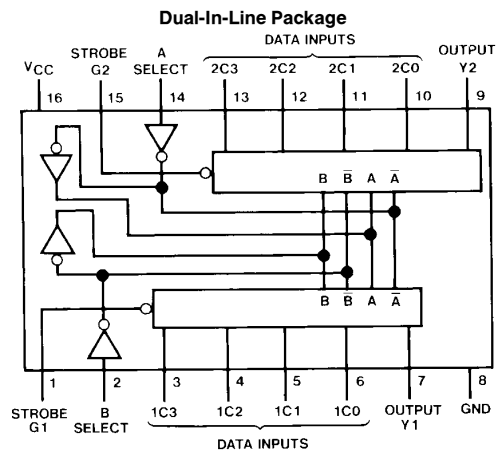 Dual-In-Line Package
DATA INPUTS
STROBE G2
A SELECT
OUTPUT Y2
VCC
2C3 2C2 2C1 2C0
16 15 14 13 12 11 10 9
B B̅ A A̅
B B̅ A A̅
1 2 3 4 5 6 7 8
STROBE G1
B SELECT
1C3 1C2 1C1 1C0
OUTPUT Y1
GND
DATA INPUTS